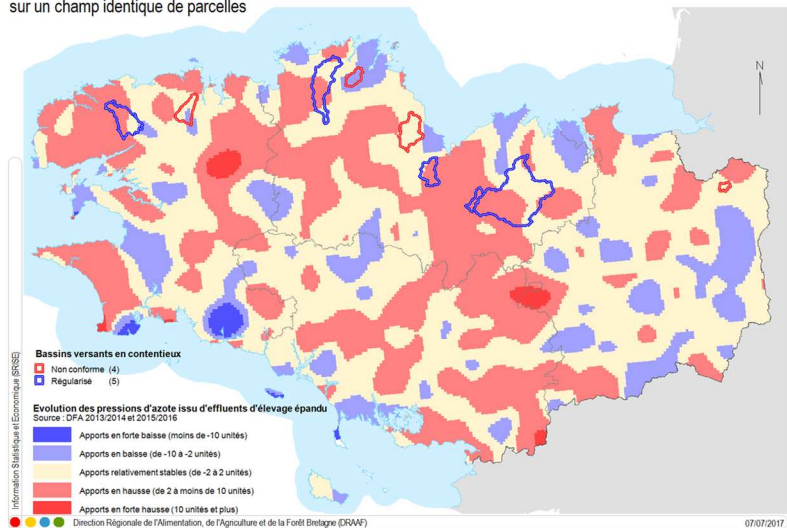 sur un champ identique de parcelles
N
Bassins versants en contentieux
Non conforme (4)
Régularisé (5)
Evolution des pressions d'azote issu d'effluents d'élevage épandu
Source : DFA 2013/2014 et 2015/2016
Apports en forte baisse (moins de -10 unités)
Apports en baisse (de -10 à -2 unités)
Apports relativement stables (de -2 à 2 unités)
Apports en hausse (de 2 à moins de 10 unités)
Apports en forte hausse (10 unités et plus)
Information Statistique et Economique (SRISE)
Direction Régionale de l'Alimentation, de l'Agriculture et de la Forêt Bretagne (DRAAF)
07/07/2017